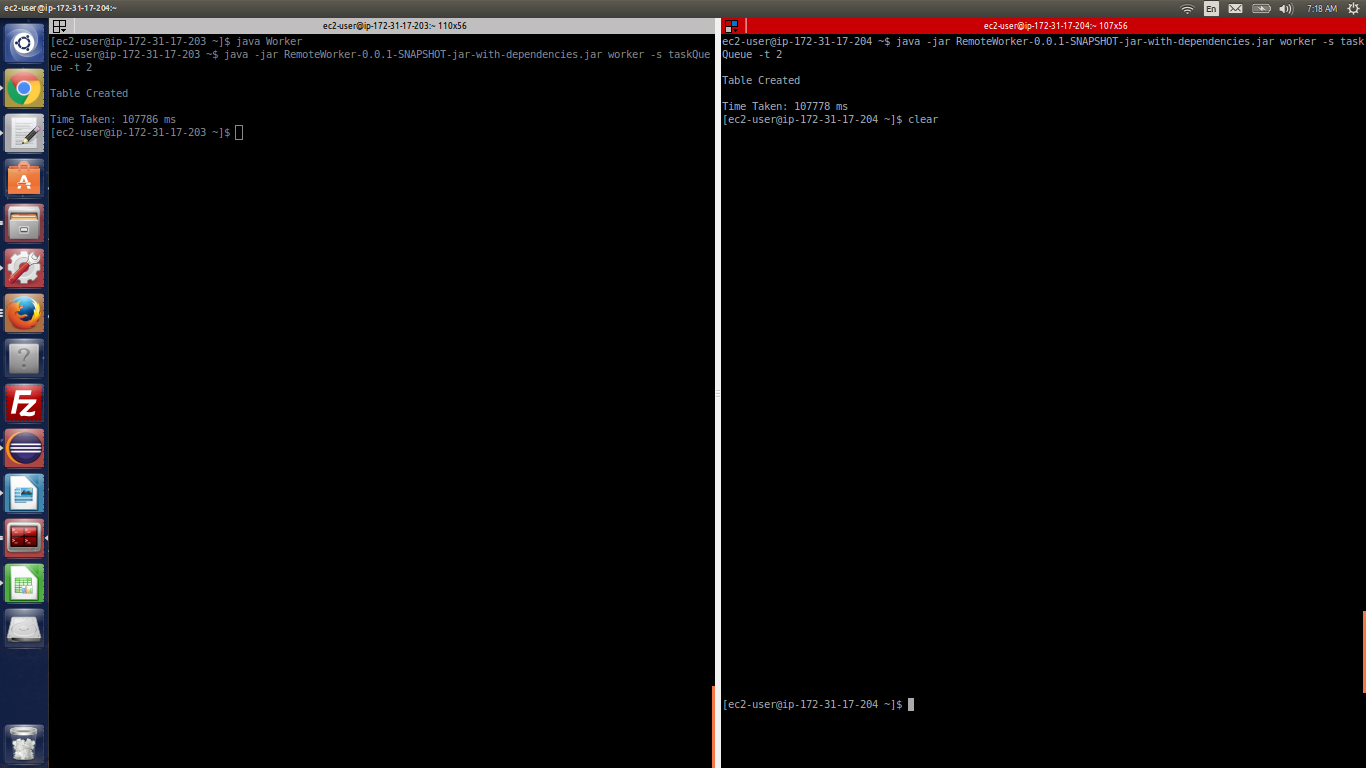 ec2-user@ip-172-31-17-204:~
En
7:18 AM
ec2-user@ip-172-31-17-203:~ 110x56
[ec2-user@ip-172-31-17-203 ~]$ java Worker
ec2-user@ip-172-31-17-203 ~$ java -jar RemoteWorker-0.0.1-SNAPSHOT-jar-with-dependencies.jar worker -s taskQue
ue -t 2
Table Created
Time Taken: 107786 ms
[ec2-user@ip-172-31-17-203 ~]$
ec2-user@ip-172-31-17-204:~ 107x56
ec2-user@ip-172-31-17-204 ~$ java -jar RemoteWorker-0.0.1-SNAPSHOT-jar-with-dependencies.jar worker -s task
Queue -t 2
Table Created
Time Taken: 107778 ms
[ec2-user@ip-172-31-17-204 ~]$ clear
[ec2-user@ip-172-31-17-204 ~]$